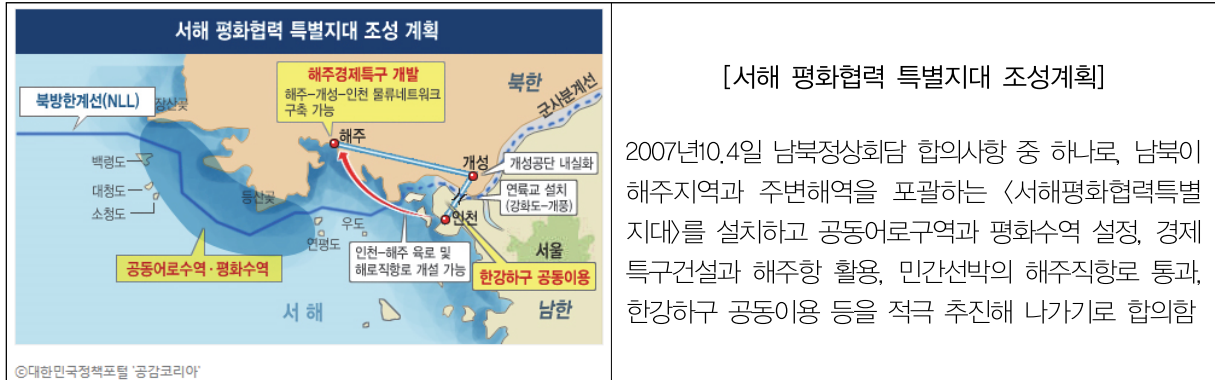 서해 평화협력 특별지대 조성 계획
해주경제특구 개발
해주-개성-인천 물류네트워크
구축 가능
북한
군사분계선
북방한계선(NLL)
장산곶
해주
백령도
개성
개성공단 내실화
대청도
소청도
등산곶
연륙교 설치
(강화도-개풍)
우도
인천
연평도
인천-해주 육로 및
해로직항로 개설 가능
서울
공동어로수역·평화수역
한강하구 공동이용
서해
남한
©대한민국정책포털 '공감코리아'
[서해 평화협력 특별지대 조성계획]
2007년10.4일 남북정상회담 합의사항 중 하나로, 남북이
해주지역과 주변해역을 포괄하는 〈서해평화협력특별
지대〉를 설치하고 공동어로구역과 평화수역 설정, 경제
특구건설과 해주항 활용, 민간선박의 해주직항로 통과,
한강하구 공동이용 등을 적극 추진해 나가기로 합의함